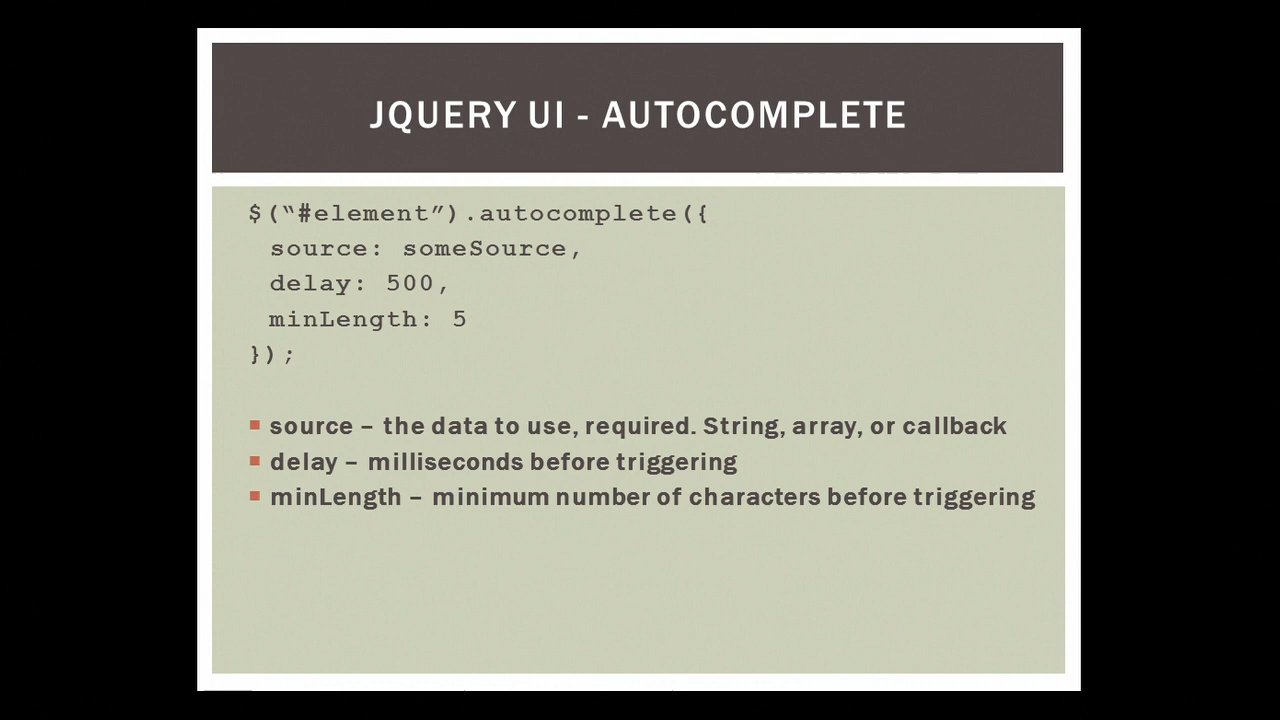 JQUERY UI - AUTOCOMPLETE
$(“#element”).autocomplete({
source: someSource,
delay: 500,
minLength: 5
});
source – the data to use, required. String, array, or callback
delay – milliseconds before triggering
minLength – minimum number of characters before triggering